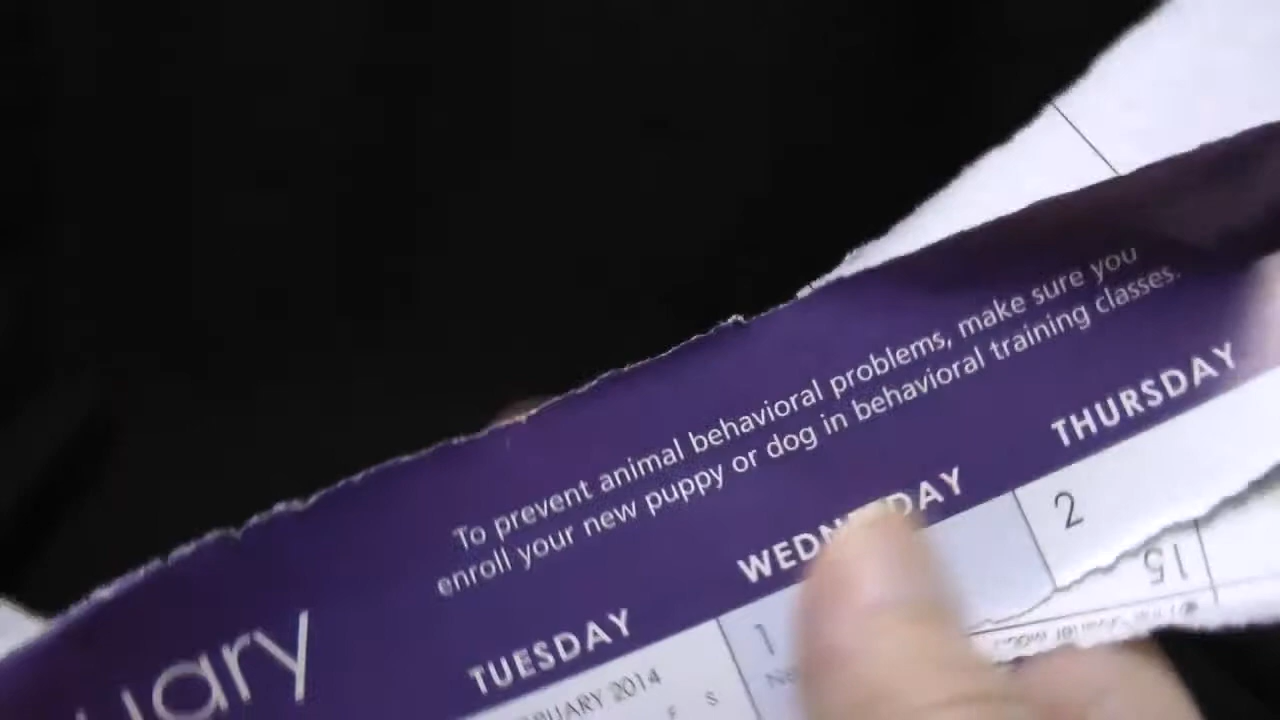 To prevent animal behavioral problems, make sure you
enroll your new puppy or dog in behavioral training classes.
TUESDAY
THURSDAY
2014
S
1
2
15